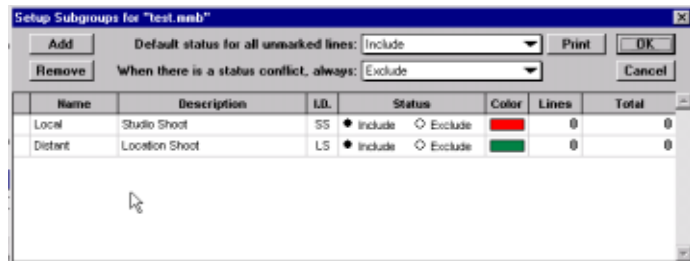 Setup Subgroups for "test.mmb"
Add Default status for all unmarked lines: Include Print OK
Remove When there is a status conflict, always: Exclude Cancel
Name Description I.D. Status Color Lines Total
Local Studio Shoot SS Include Exclude 0 0
Distant Location Shoot LS Include Exclude 0 0